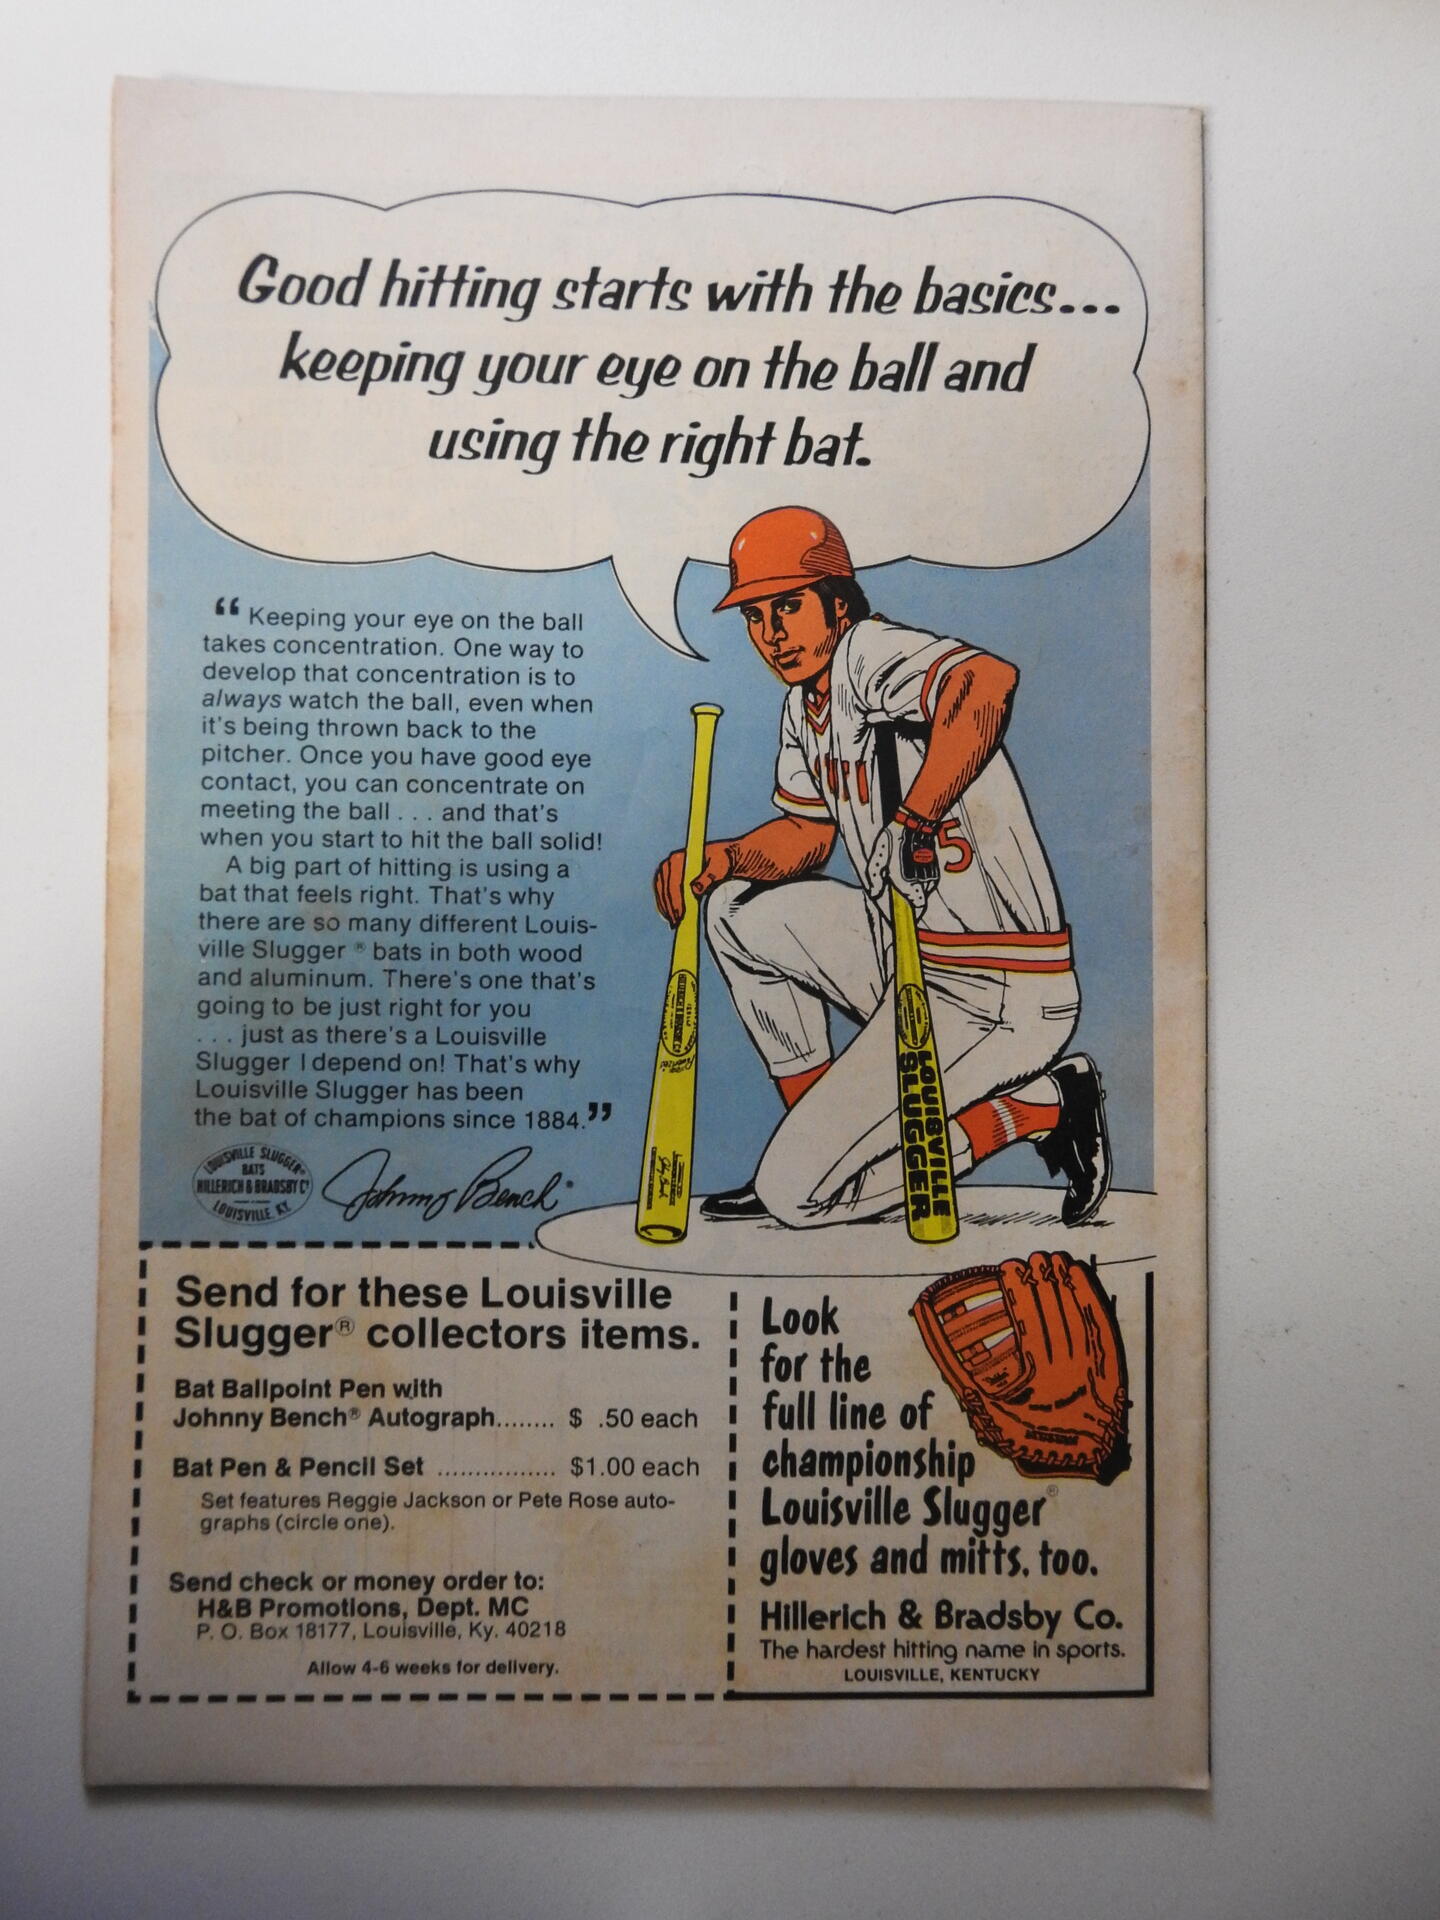 Good hitting starts with the basics...
keeping your eye on the ball and
using the right bat.
“Keeping your eye on the ball
takes concentration. One way to
develop that concentration is to
always watch the ball, even when
it's being thrown back to the
pitcher. Once you have good eye
contact, you can concentrate on
meeting the ball . . . and that's
when you start to hit the ball solid!
A big part of hitting is using a
bat that feels right. That's why
there are so many different Louis-
ville Slugger® bats in both wood
and aluminum. There's one that's
going to be just right for you
. . . just as there's a Louisville
Slugger I depend on! That's why
Louisville Slugger has been
the bat of champions since 1884.”
LOUISVILLE SLUGGER®
BATS
HILLERICH & BRADSBY Cº
LOUISVILLE, KY.
Johnny Bench®
5
LOUISVILLE
SLUGGER
Send for these Louisville
Slugger® collectors items.
Bat Ballpoint Pen with
Johnny Bench® Autograph........ $ .50 each
Bat Pen & Pencil Set ................ $1.00 each
Set features Reggie Jackson or Pete Rose auto-
graphs (circle one).
Send check or money order to:
H&B Promotions, Dept. MC
P. O. Box 18177, Louisville, Ky. 40218
Allow 4-6 weeks for delivery.
Look
for the
full line of
championship
Louisville Slugger®
gloves and mitts, too.
Hillerich & Bradsby Co.
The hardest hitting name in sports.
LOUISVILLE, KENTUCKY